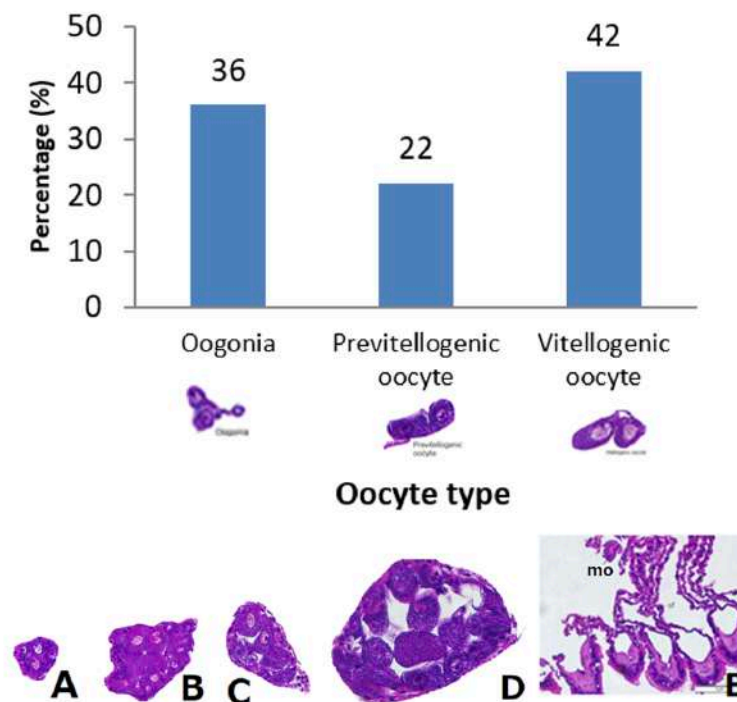 50
40
30
20
10
0
Percentage (%)
36
22
42
Oogonia
Previtellogenic
oocyte
Vitellogenic
oocyte
Oogonia
Previtellogenic
oocyte
Oocyte type
mo
A
B
C
D
E